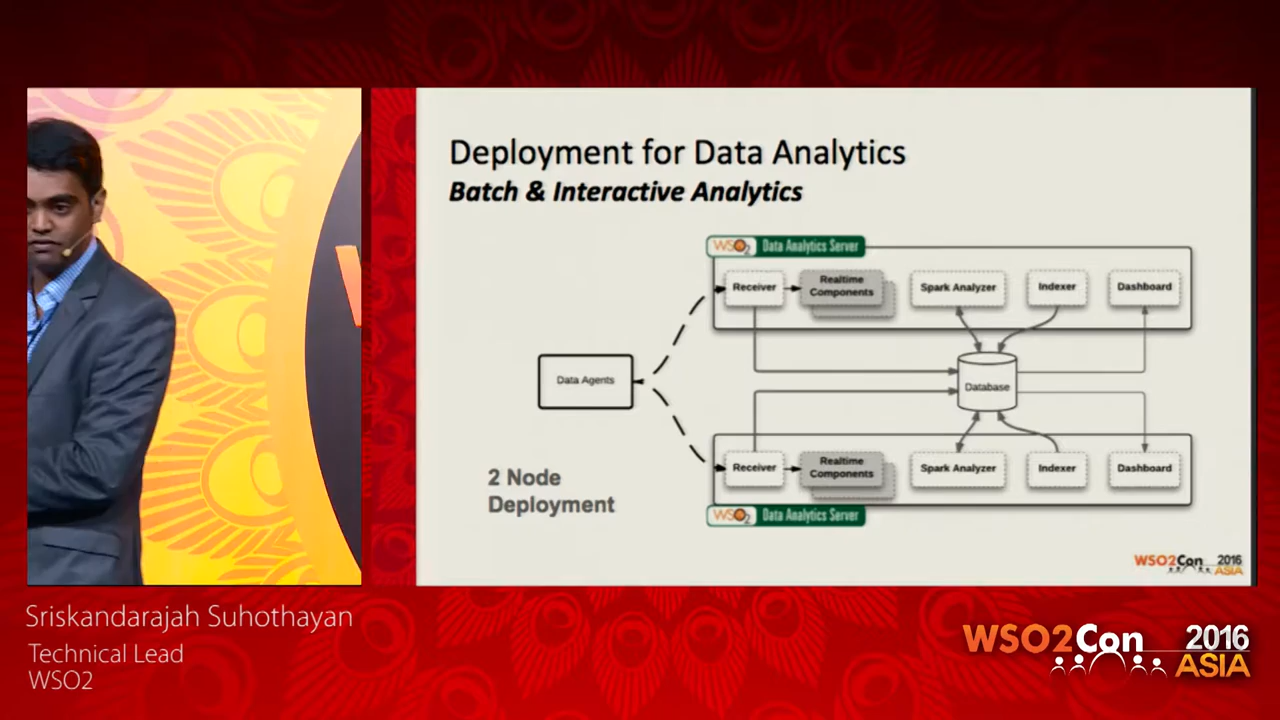 Deployment for Data Analytics
Batch & Interactive Analytics
WSO2 Data Analytics Server
Receiver
Realtime
Components
Spark Analyzer
Indexer
Dashboard
Data Agents
Database
2 Node
Deployment
Receiver
Realtime
Components
Spark Analyzer
Indexer
Dashboard
WSO2 Data Analytics Server
WSO2Con 2016
ASIA
Sriskandarajah Suhothayan
Technical Lead
WSO2
WSO2Con 2016
ASIA